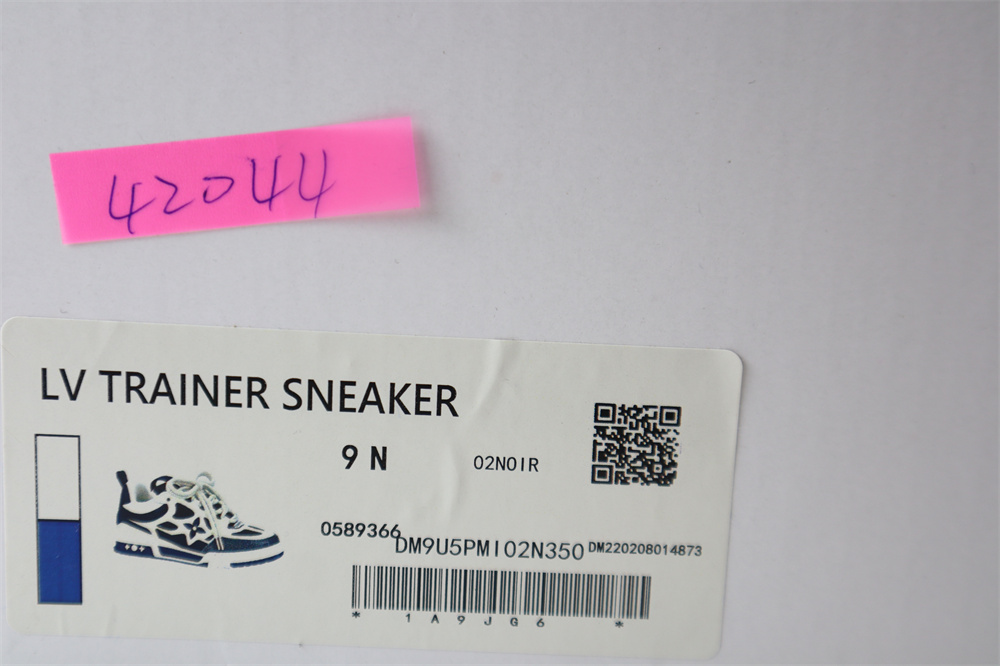 42044
LV TRAINER SNEAKER
9 N
02NOIR
0589366
DM9U5PMI02N350
DM220208014873
* 1A9JG6 *